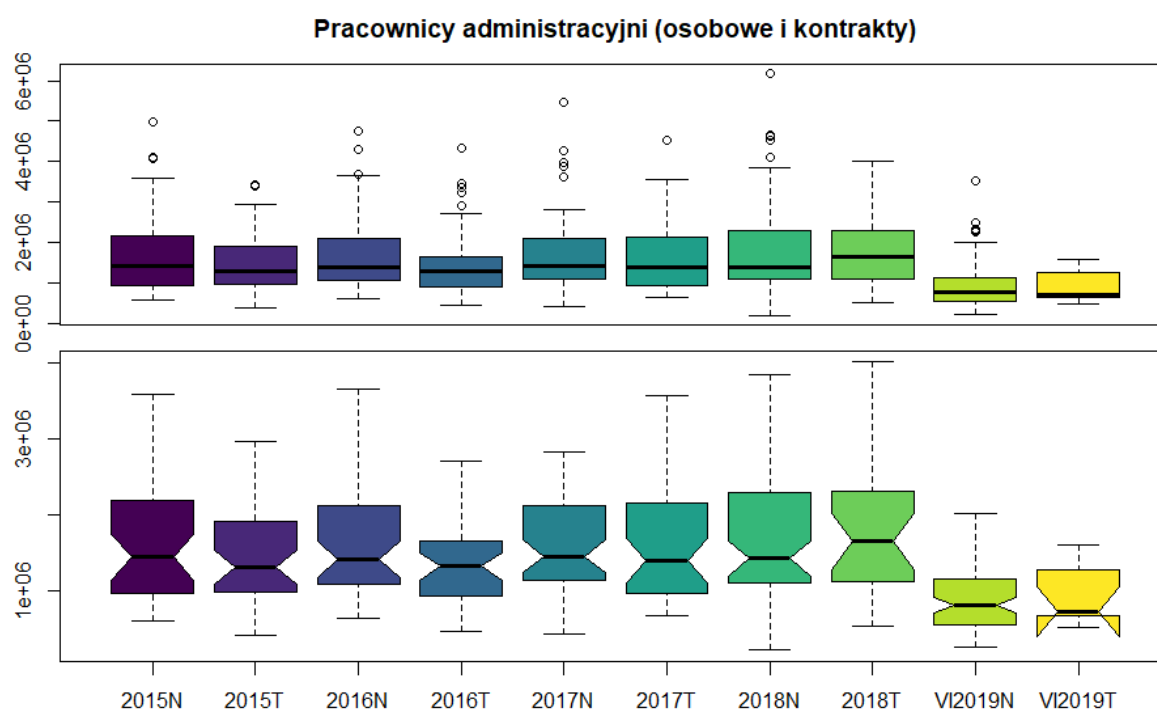 Pracownicy administracyjni (osobowe i kontrakty)
6e+06
4e+06
2e+06
0e+00
3e+06
1e+06
2015N 2015T 2016N 2016T 2017N 2017T 2018N 2018T VI2019N VI2019T